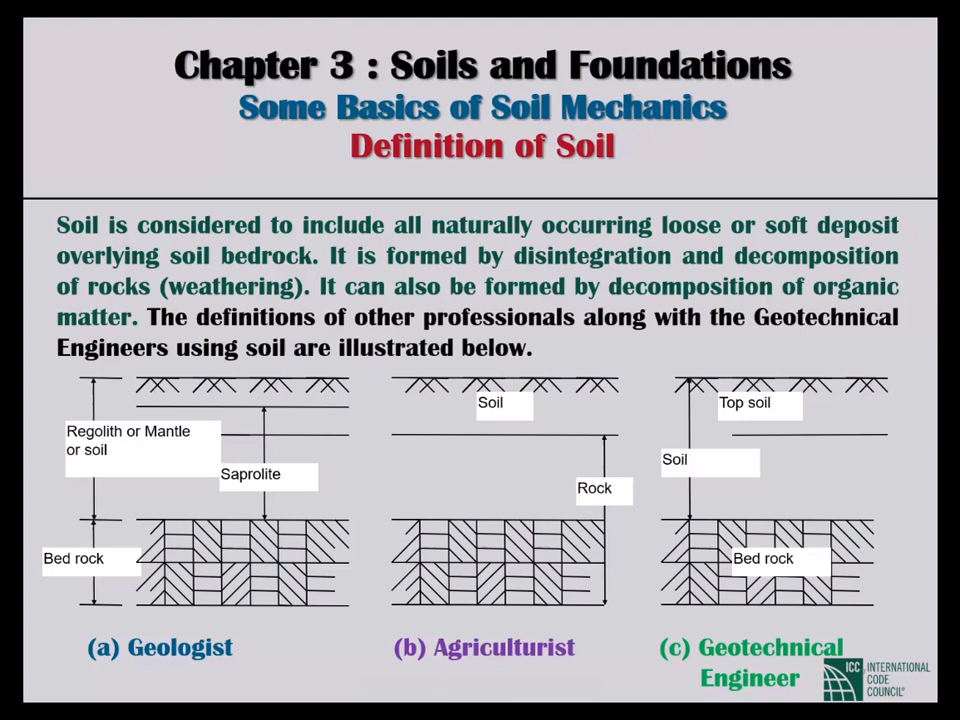 Chapter 3 : Soils and Foundations
Some Basics of Soil Mechanics
Definition of Soil
Soil is considered to include all naturally occurring loose or soft deposit
overlying soil bedrock. It is formed by disintegration and decomposition
of rocks (weathering). It can also be formed by decomposition of organic
matter. The definitions of other professionals along with the Geotechnical
Engineers using soil are illustrated below.
Regolith or Mantle
or soil
Saprolite
Bed rock
(a) Geologist
Soil
Rock
(b) Agriculturist
Top soil
Soil
Bed rock
(c) Geotechnical
Engineer
ICC
INTERNATIONAL
CODE
COUNCIL®